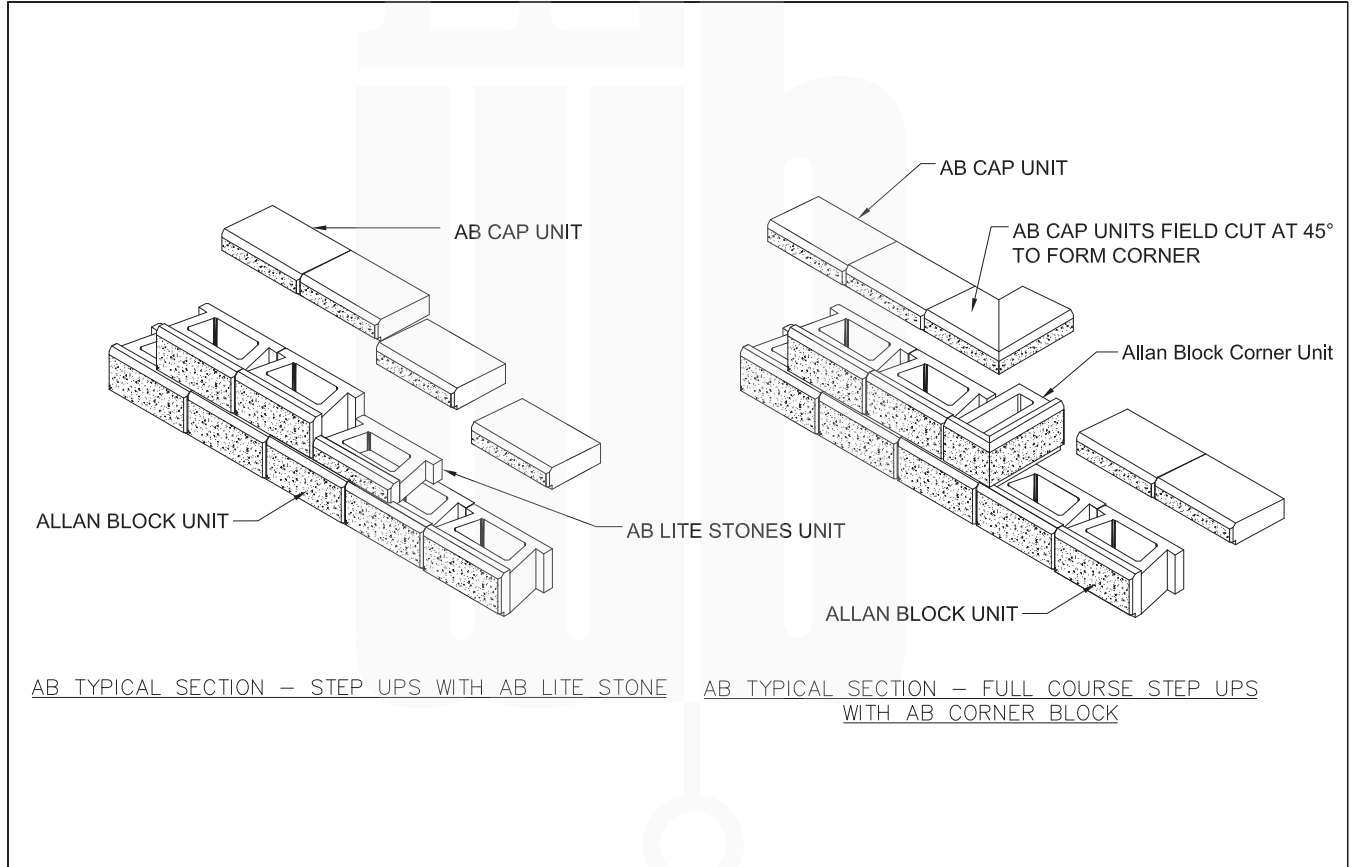 AB CAP UNIT
ALLAN BLOCK UNIT
AB LITE STONES UNIT
AB TYPICAL SECTION – STEP UPS WITH AB LITE STONE
AB CAP UNIT
AB CAP UNITS FIELD CUT AT 45°
TO FORM CORNER
Allan Block Corner Unit
ALLAN BLOCK UNIT
AB TYPICAL SECTION – FULL COURSE STEP UPS
WITH AB CORNER BLOCK